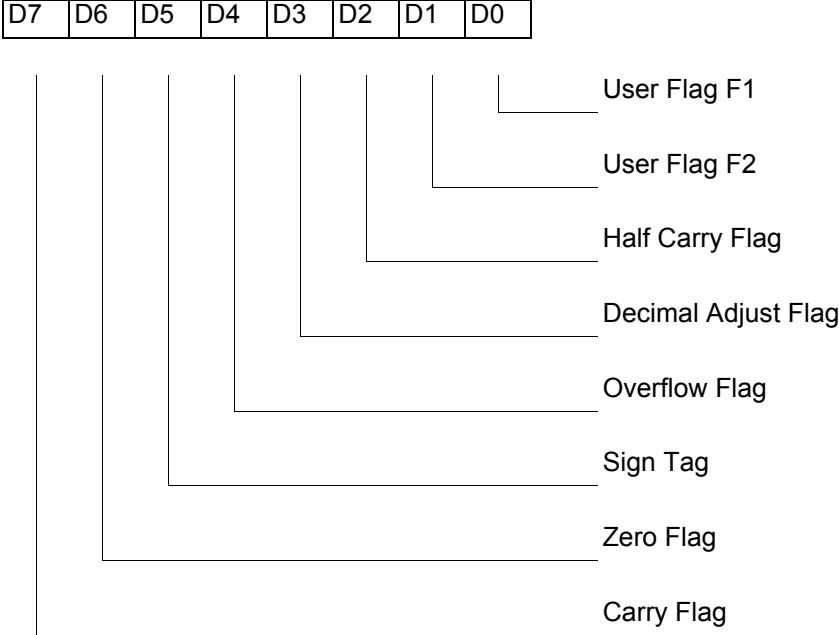 D7 D6 D5 D4 D3 D2 D1 D0
User Flag F1
User Flag F2
Half Carry Flag
Decimal Adjust Flag
Overflow Flag
Sign Tag
Zero Flag
Carry Flag